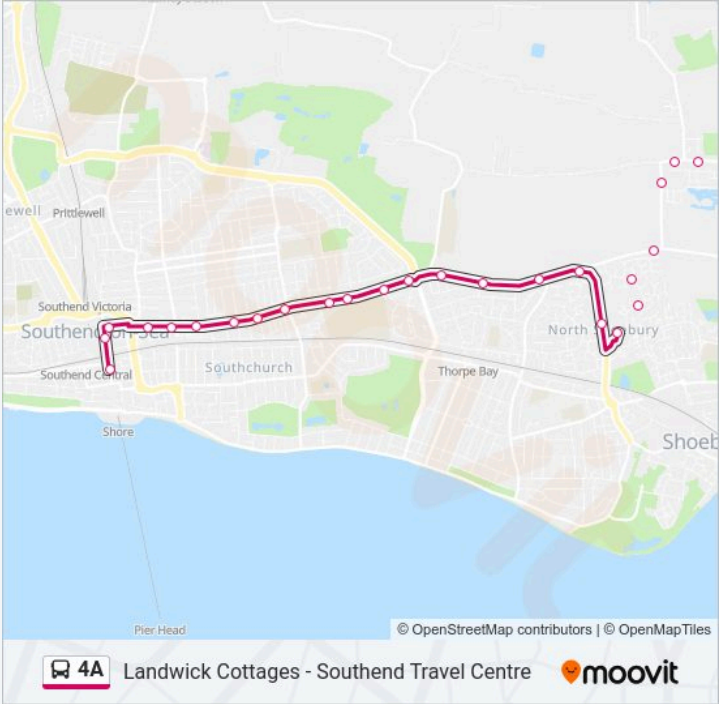 ewell
Prittlewell
Southend Victoria
Southend-on-Sea
North Shoebury
Southchurch
Southend Central
Thorpe Bay
Shore
Shoeb
Pier Head
© OpenStreetMap contributors | © OpenMapTiles
4A Landwick Cottages - Southend Travel Centre moovit